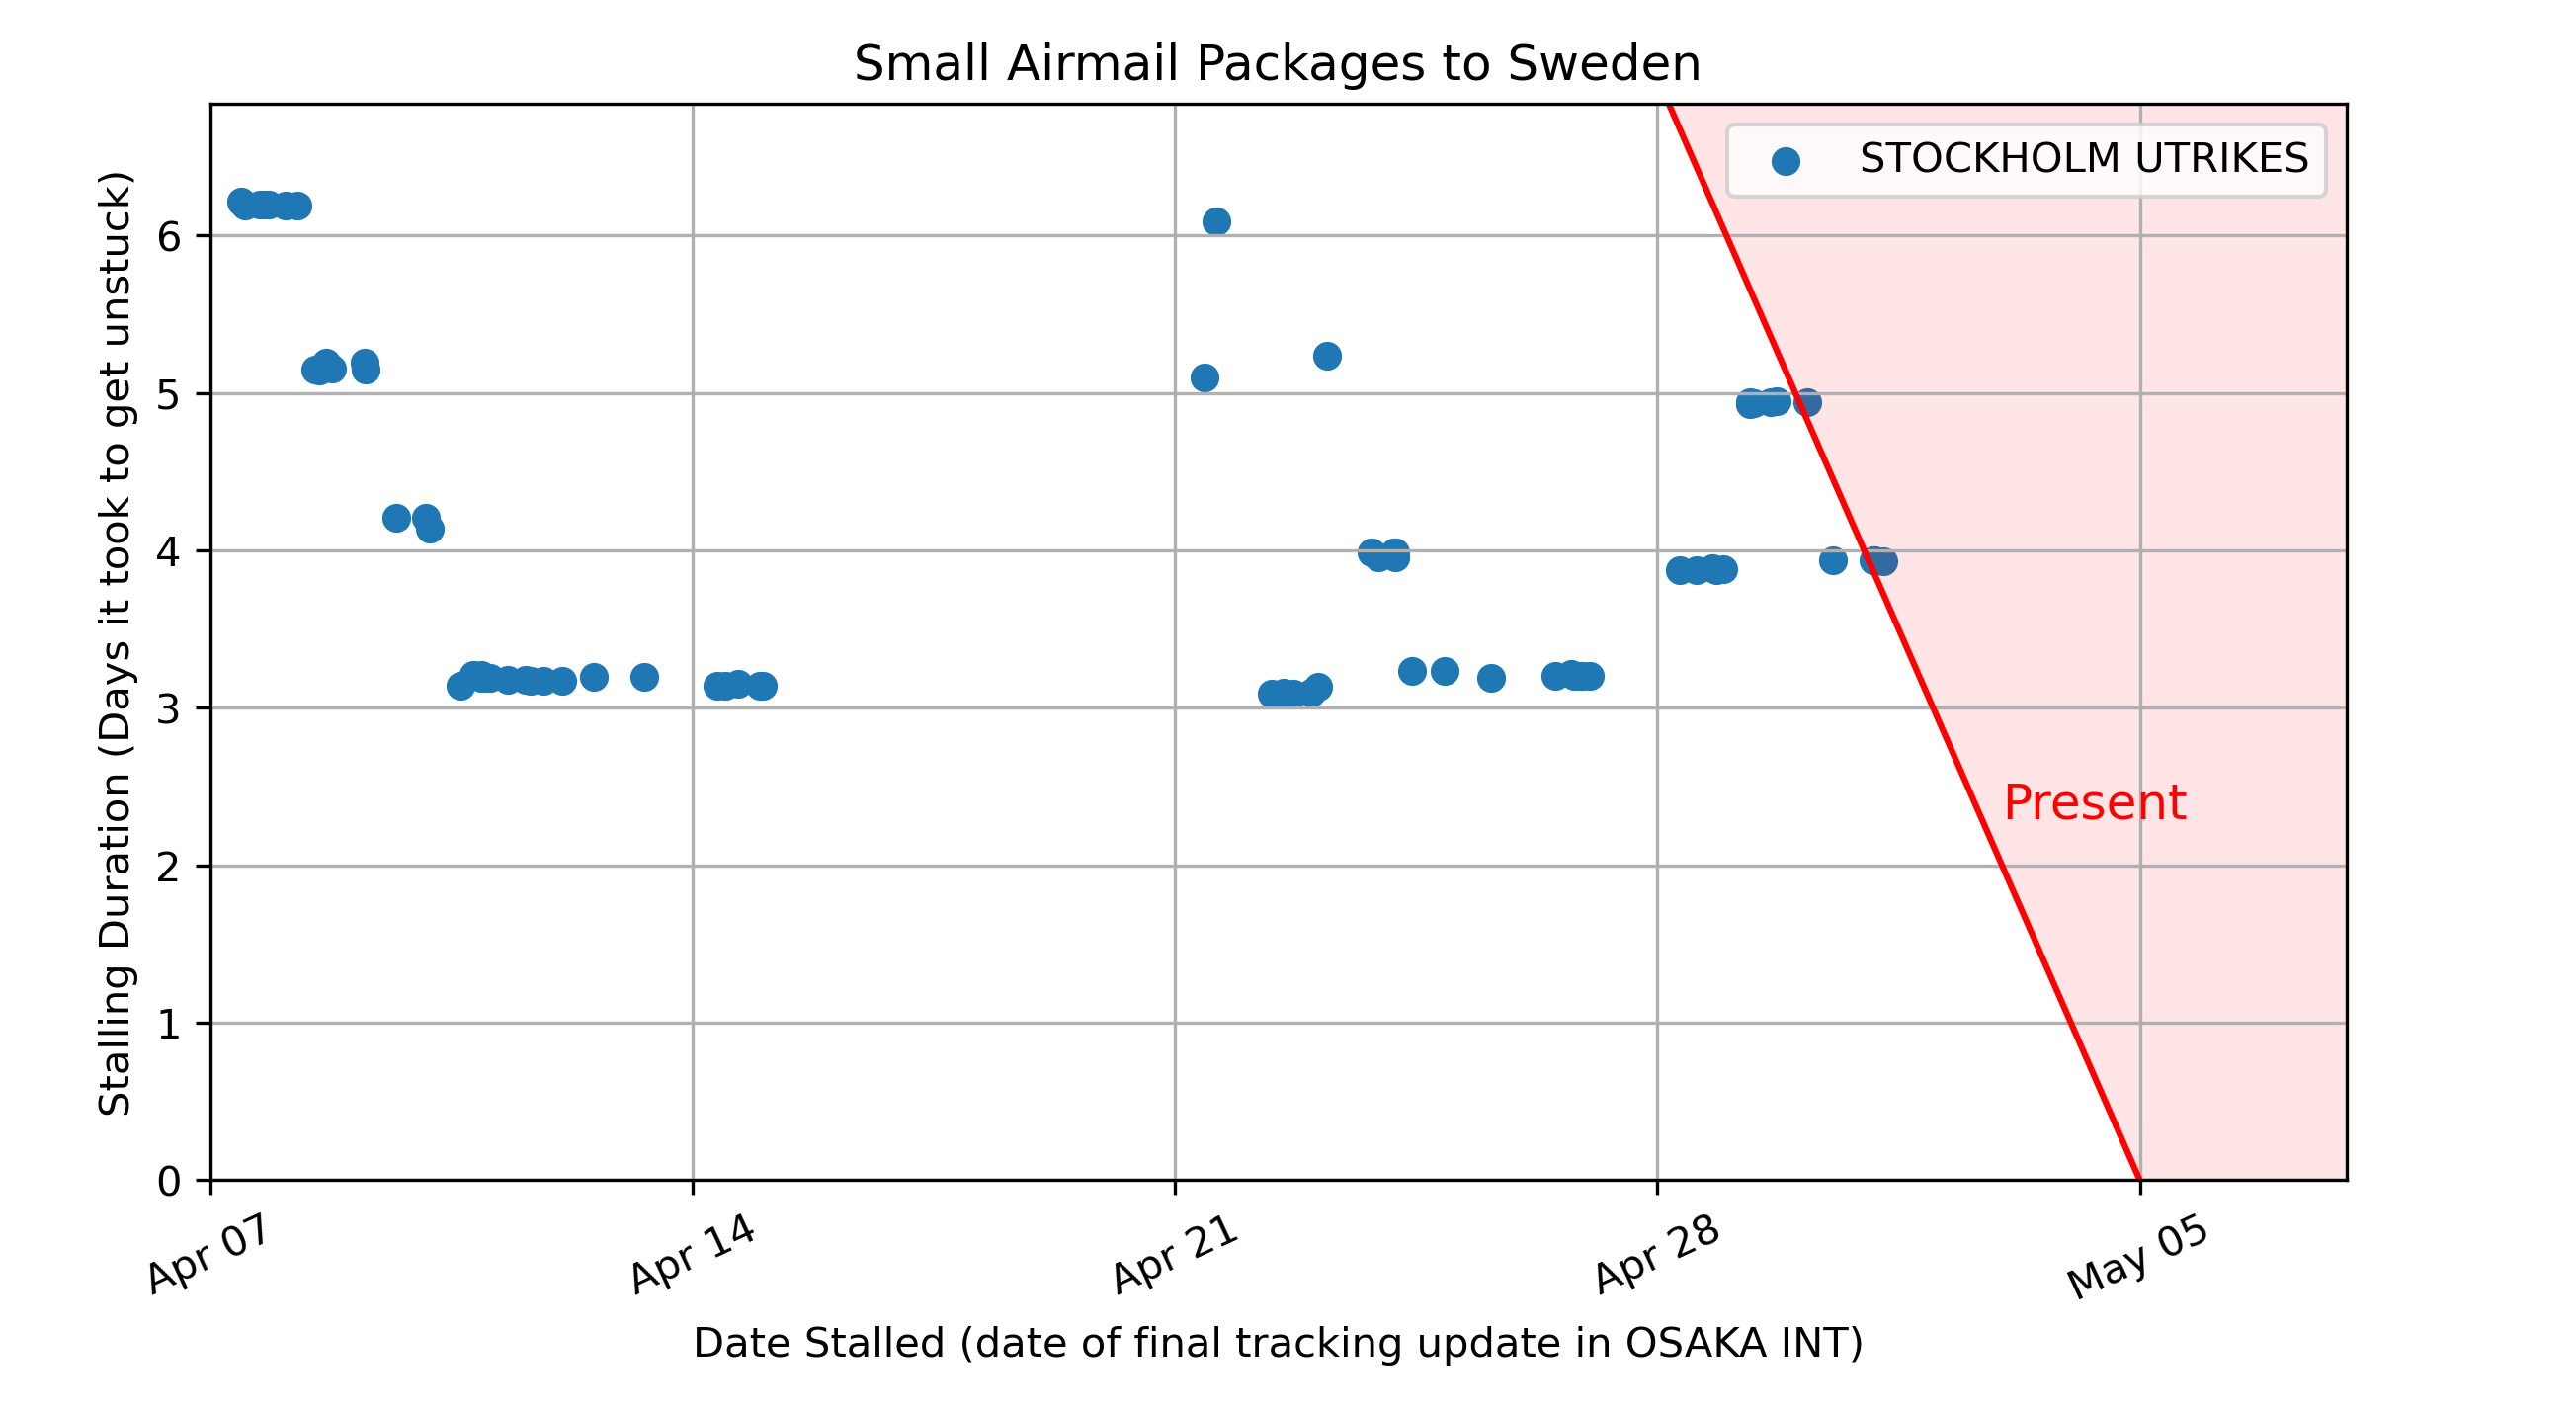 Small Airmail Packages to Sweden
STOCKHOLM UTRIKES
Stalling Duration (Days it took to get unstuck)
6
5
4
3
2
1
0
Present
Apr 07
Apr 14
Apr 21
Apr 28
May 05
Date Stalled (date of final tracking update in OSAKA INT)